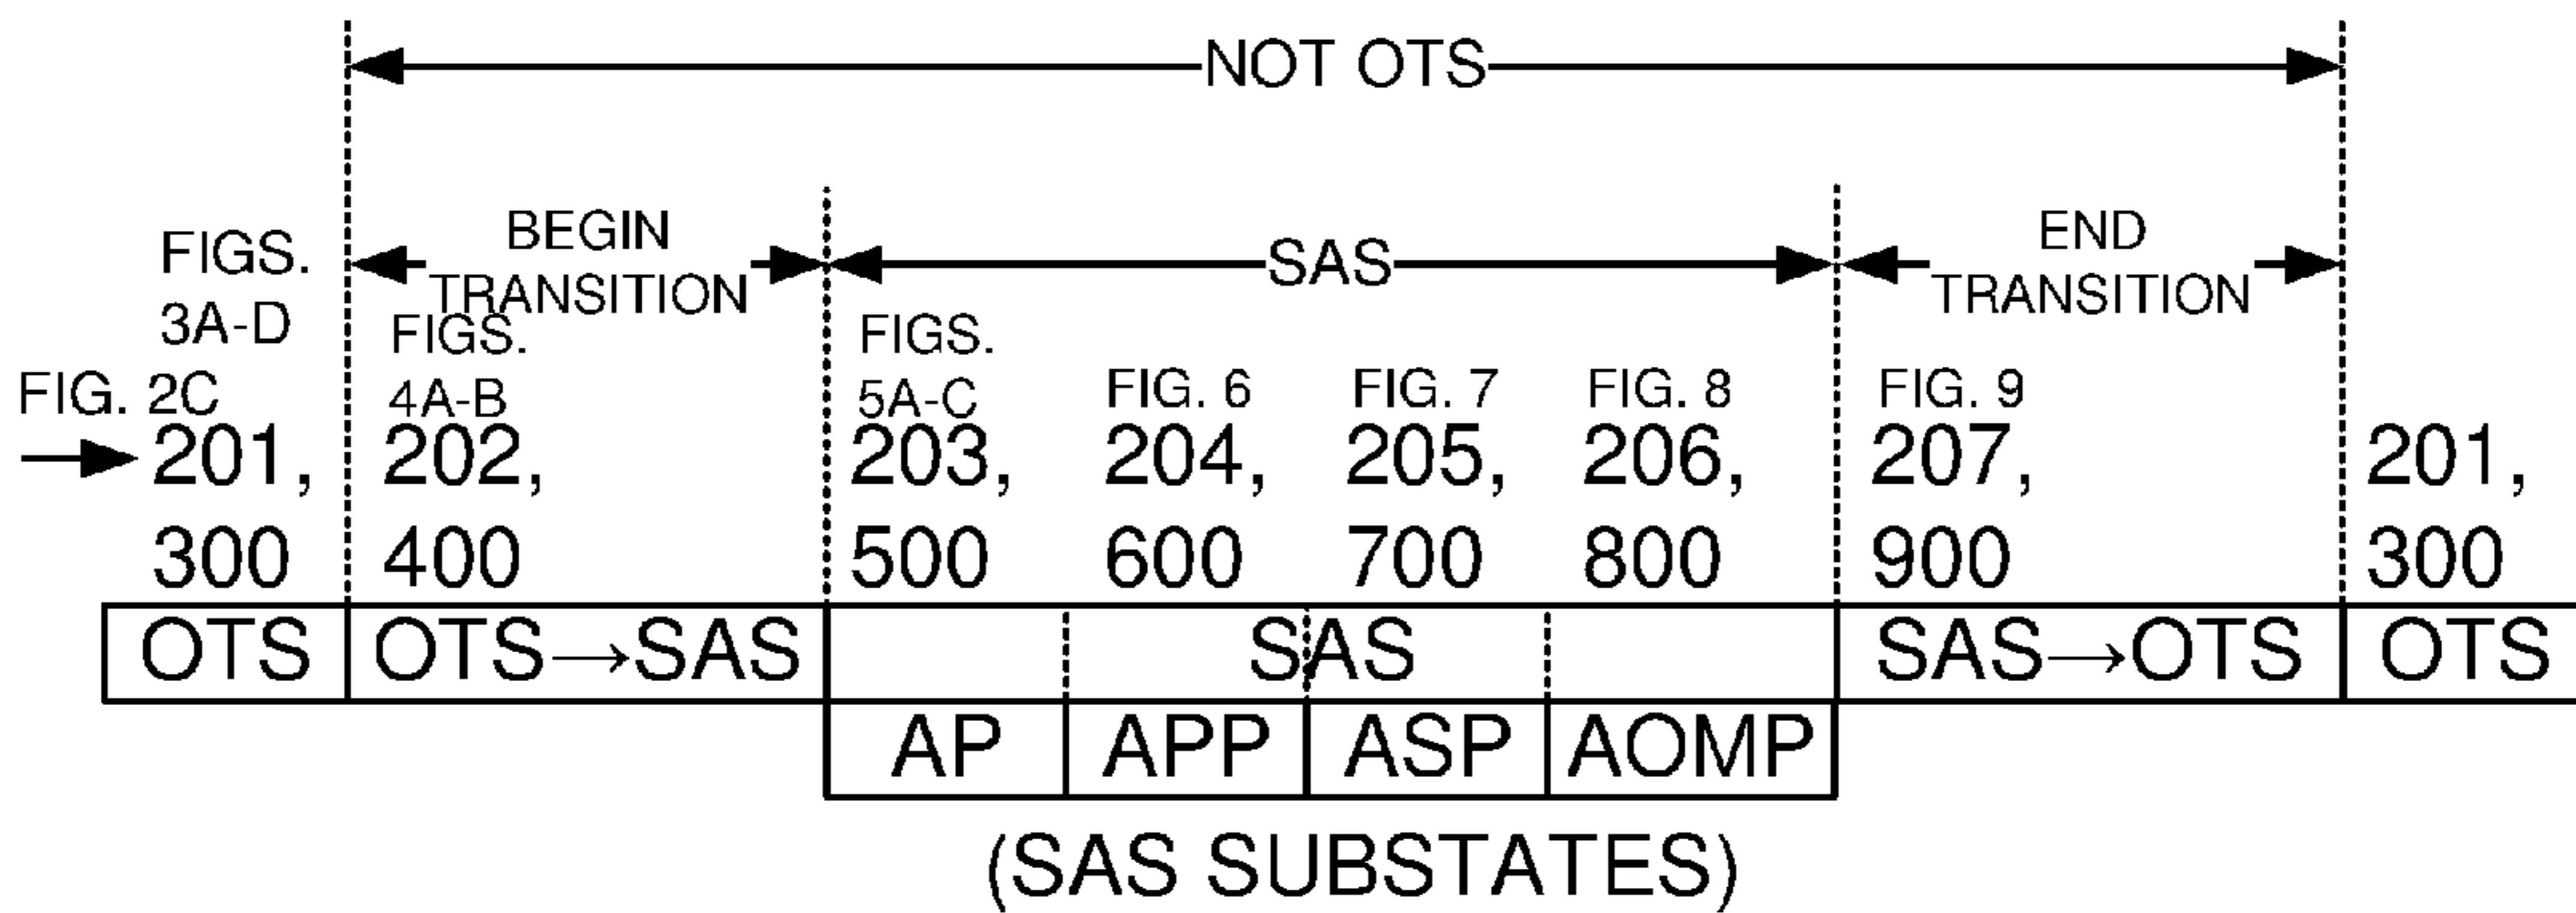 NOT OTS
BEGIN
TRANSITION
SAS
END
TRANSITION
FIGS.
3A-D
FIG. 2C
FIGS.
4A-B
FIGS.
5A-C
FIG. 6
FIG. 7
FIG. 8
FIG. 9
201,
300
202,
400
203,
500
204,
600
205,
700
206,
800
207,
900
201,
300
OTS
OTS→SAS
SAS
SAS→OTS
OTS
AP
APP
ASP
AOMP
(SAS SUBSTATES)